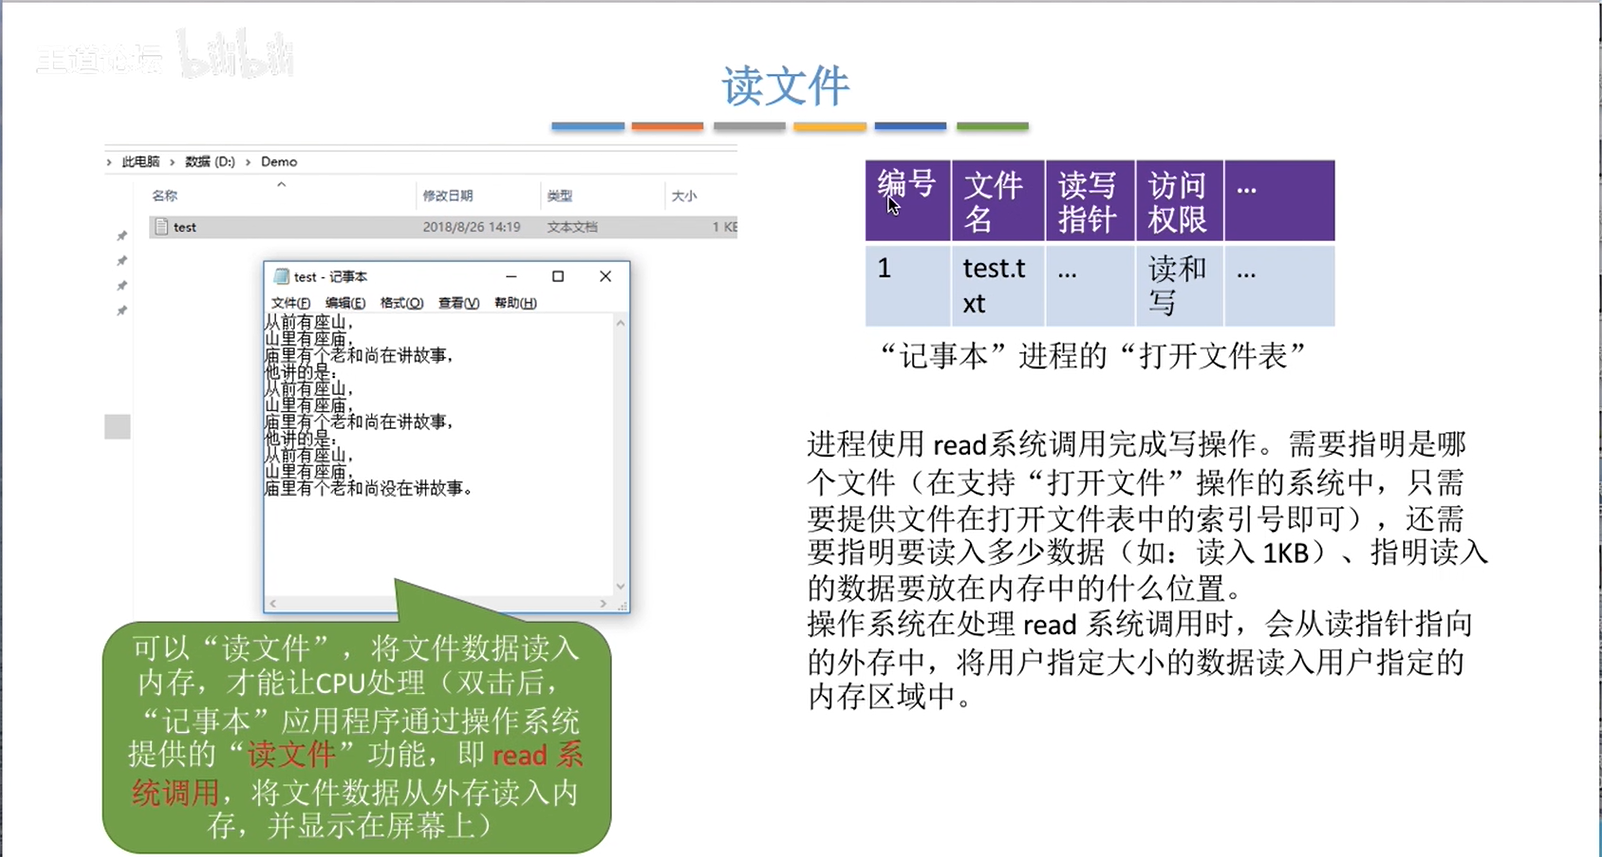 王道论坛 bilibili
读文件
此电脑 › 数据 (D:) › Demo
名称 修改日期 类型 大小
test 2018/8/26 14:19 文本文档 1 KB
test - 记事本
文件(F) 编辑(E) 格式(O) 查看(V) 帮助(H)
从前有座山,
山里有座庙,
庙里有个老和尚在讲故事,
他讲的是:
从前有座山,
山里有座庙,
庙里有个老和尚在讲故事,
他讲的是:
从前有座山,
山里有座庙,
庙里有个老和尚没在讲故事。
可以“读文件”，将文件数据读入
内存，才能让CPU处理（双击后，
“记事本”应用程序通过操作系统
提供的“读文件”功能，即 read 系
统调用，将文件数据从外存读入内
存，并显示在屏幕上）
编号 文件 读写 访问 ...
名 指针 权限
1 test.t ... 读和 ...
xt 写
“记事本”进程的“打开文件表”
进程使用 read系统调用完成写操作。需要指明是哪
个文件（在支持“打开文件”操作的系统中，只需
要提供文件在打开文件表中的索引号即可），还需
要指明要读入多少数据（如：读入 1KB）、指明读入
的数据要放在内存中的什么位置。
操作系统在处理 read 系统调用时，会从读指针指向
的外存中，将用户指定大小的数据读入用户指定的
内存区域中。